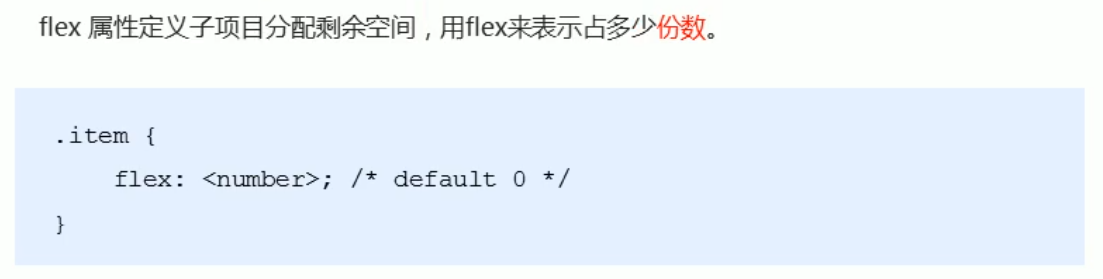 flex 属性定义子项目分配剩余空间，用flex来表示占多少份数。
.item {
    flex: <number>; /* default 0 */
}